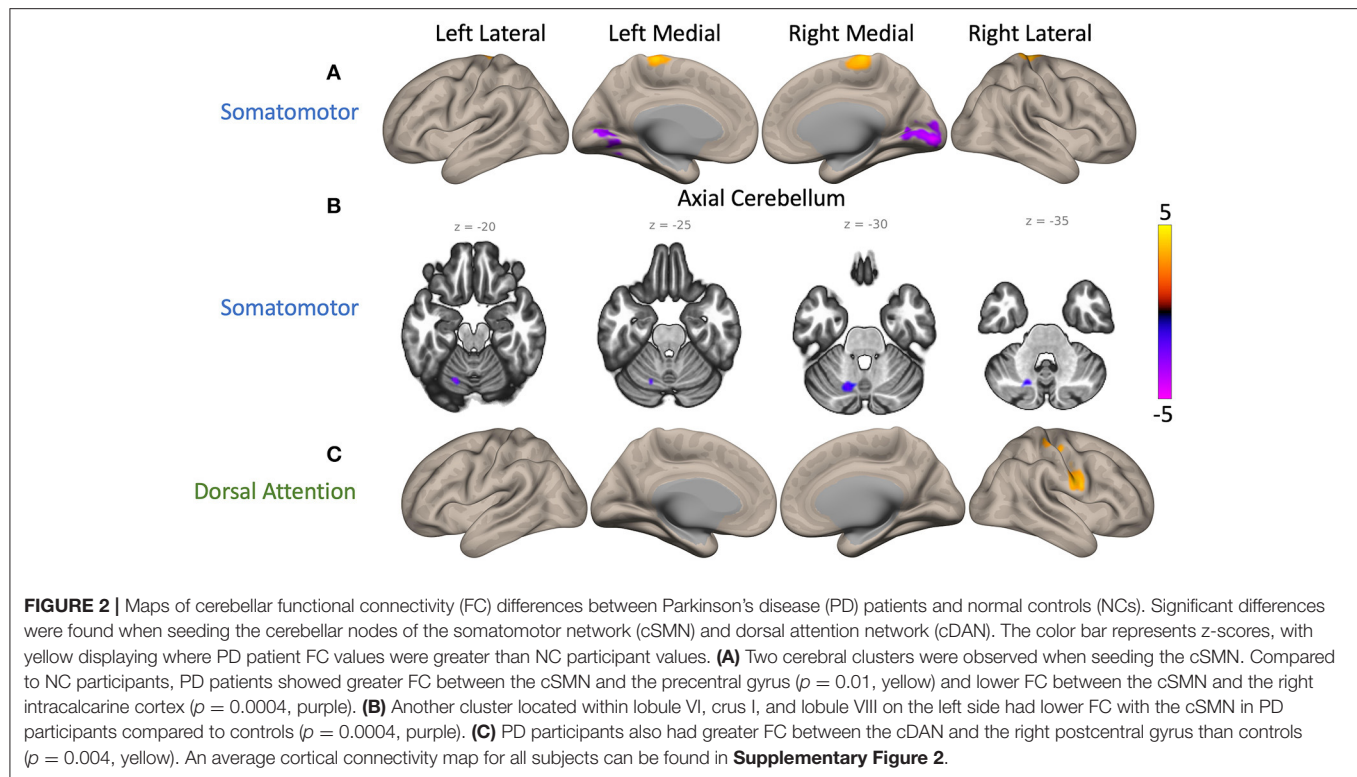 Left Lateral Left Medial Right Medial Right Lateral
A
Somatomotor
Axial Cerebellum
B
z = -20 z = -25 z = -30 z = -35
5
Somatomotor
-5
C
Dorsal Attention
FIGURE 2 | Maps of cerebellar functional connectivity (FC) differences between Parkinson's disease (PD) patients and normal controls (NCs). Significant differences
were found when seeding the cerebellar nodes of the somatomotor network (cSMN) and dorsal attention network (cDAN). The color bar represents z-scores, with
yellow displaying where PD patient FC values were greater than NC participant values. (A) Two cerebral clusters were observed when seeding the cSMN. Compared
to NC participants, PD patients showed greater FC between the cSMN and the precentral gyrus (p = 0.01, yellow) and lower FC between the cSMN and the right
intracalcarine cortex (p = 0.0004, purple). (B) Another cluster located within lobule VI, crus I, and lobule VIII on the left side had lower FC with the cSMN in PD
participants compared to controls (p = 0.0004, purple). (C) PD participants also had greater FC between the cDAN and the right postcentral gyrus than controls
(p = 0.004, yellow). An average cortical connectivity map for all subjects can be found in Supplementary Figure 2.